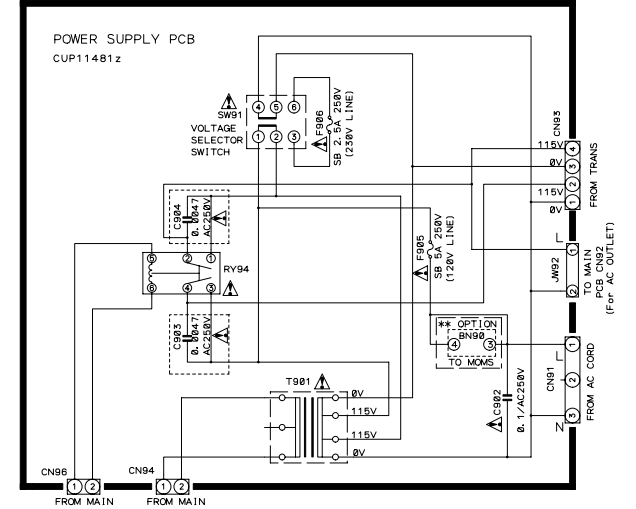 POWER SUPPLY PCB
CUP11481z
4 5 6
SW91
VOLTAGE
SELECTOR
SWITCH
1 2 3
F906
SB 2.5A 250V
(230V LINE)
CN93
115V 4
0V 3
2
115V 1
0V
FROM TRANS
C904
0.0047
AC250V
5 2 1
RY94
6 4 3
C903
0.0047
AC250V
F905
SB 5A 250V
(120V LINE)
L
1
JW92
2
TO MAIN
PCB CN92
(For AC OUTLET)
** OPTION
BN90
4 3
TO MOMS
C902
0.1/AC250V
1
L
CN91
2
3
N
FROM AC CORD
T901
0V
115V
115V
0V
CN96
1 2
FROM MAIN
CN94
1 2
FROM MAIN